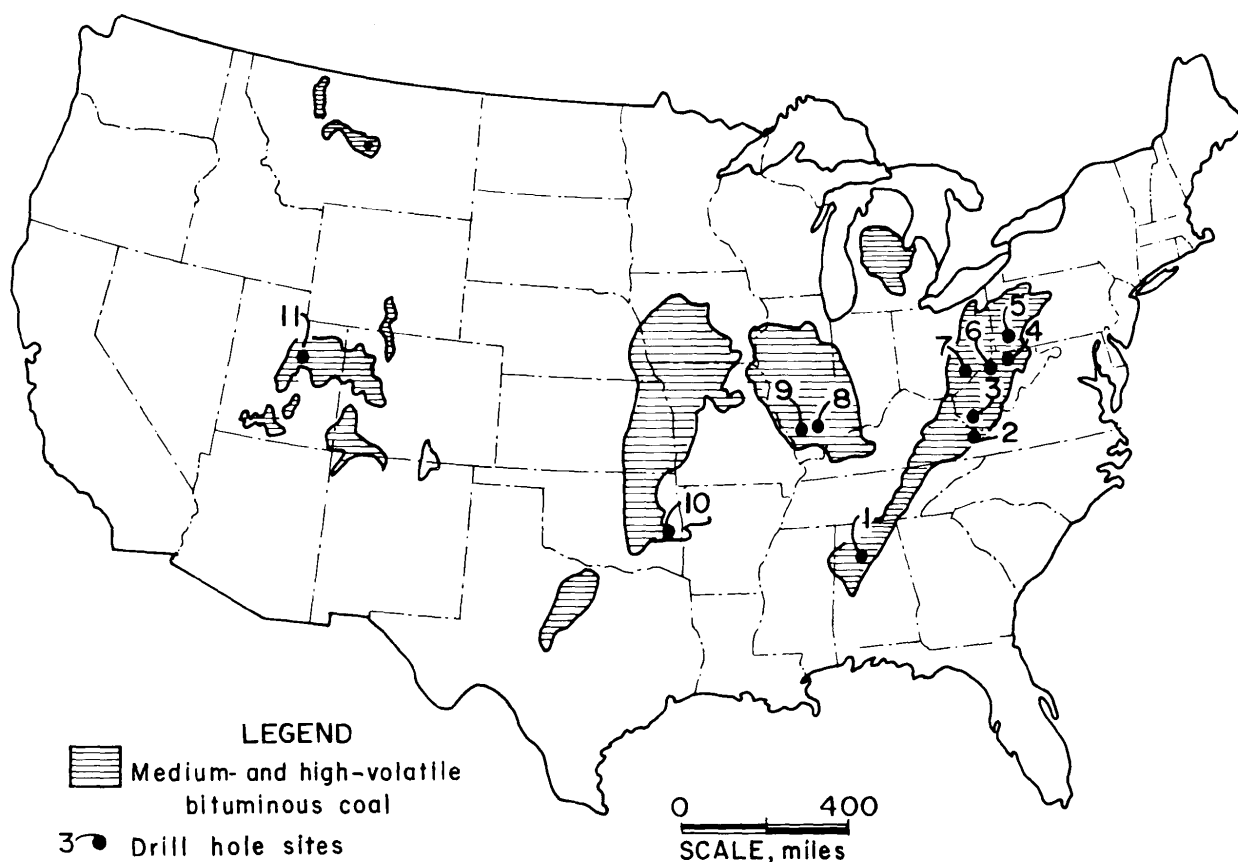 11
5
7
6
4
3
9
8
2
10
1
LEGEND
Medium- and high-volatile
bituminous coal
3 Drill hole sites
0 400
SCALE, miles